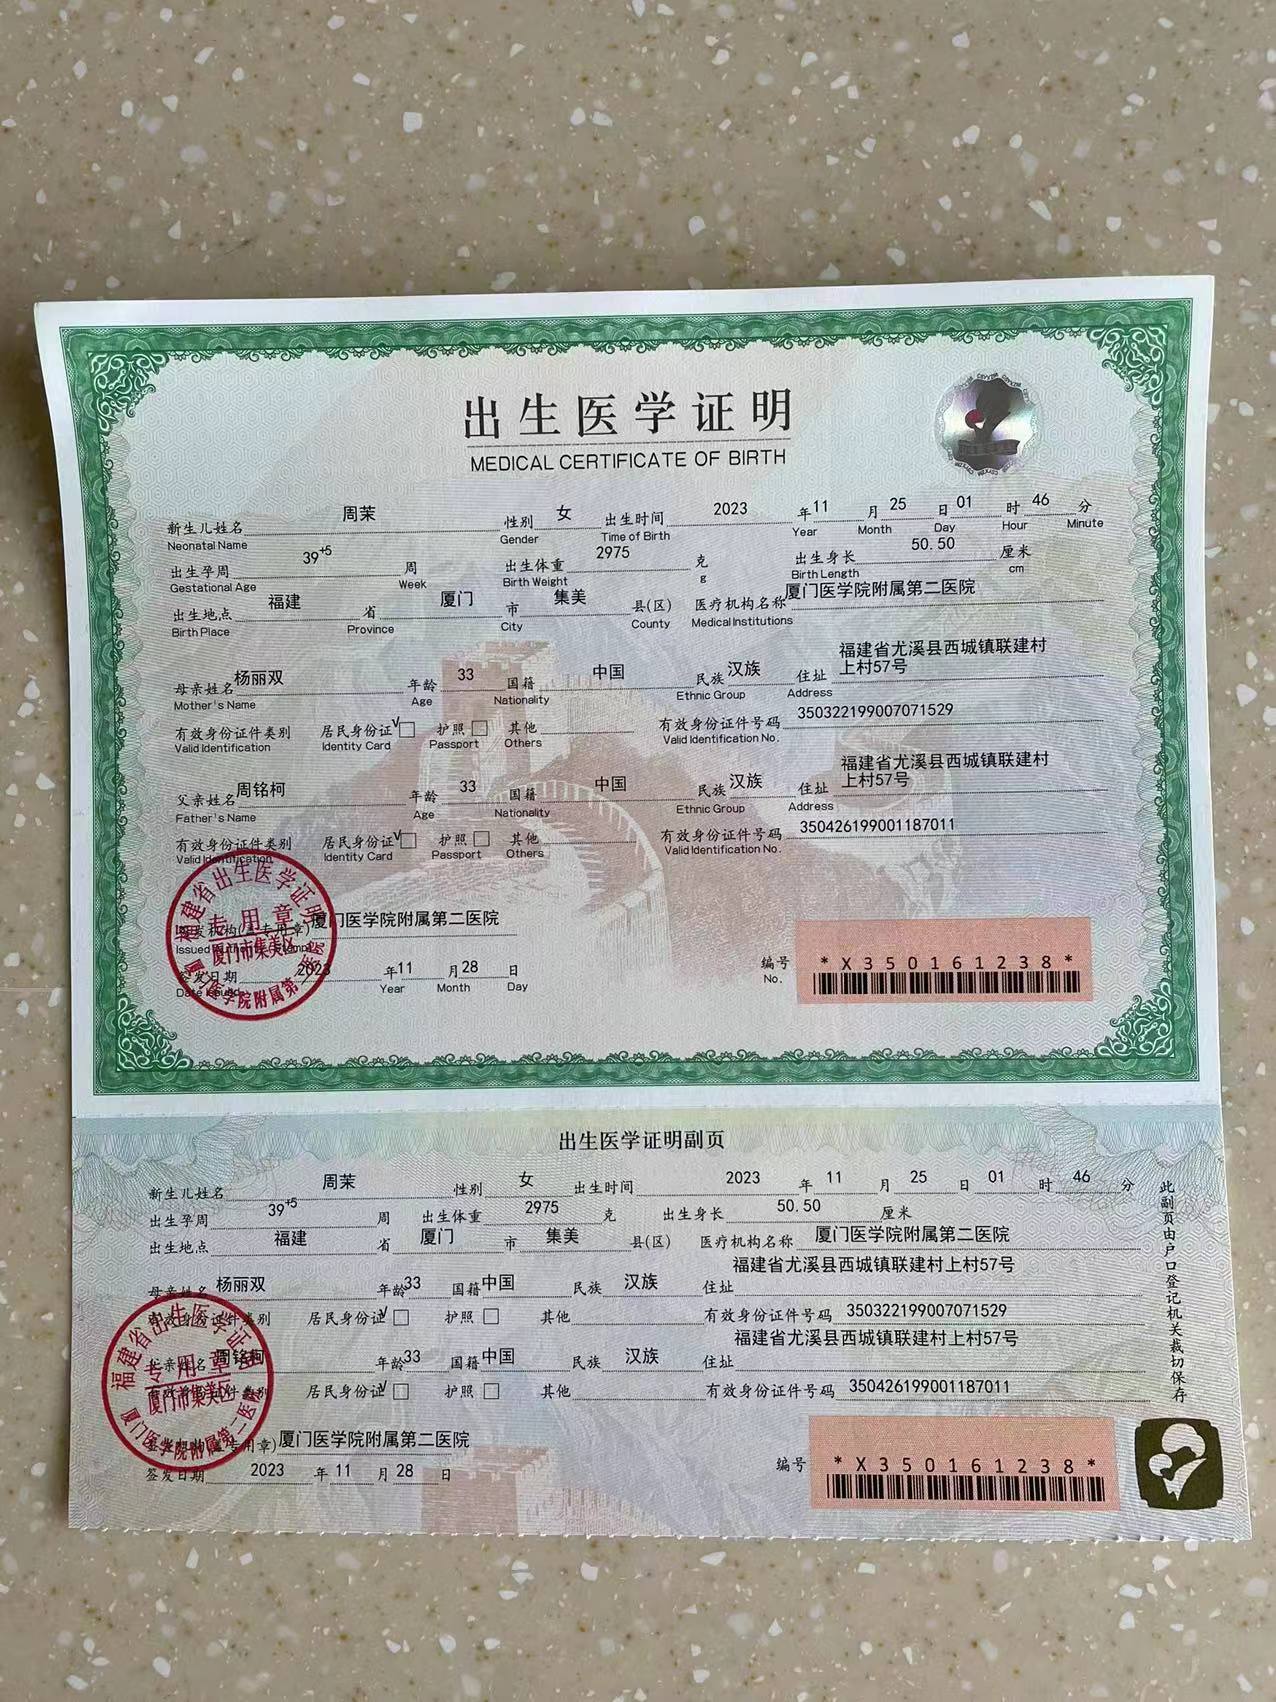 出生医学证明
MEDICAL CERTIFICATE OF BIRTH
新生儿姓名 周茉 性别 女 出生时间 2023 年 11 月 25 日 01 时 46 分
Neonatal Name Gender Time of Birth Year Month Day Hour Minute
出生孕周 39+5 周 出生体重 2975 克 出生身长 50.50 厘米
Gestational Age Week Birth Weight g Birth Length cm
出生地点 福建 省 厦门 市 集美 县(区) 医疗机构名称 厦门医学院附属第二医院
Birth Place Province City County Medical Institutions
福建省尤溪县西城镇联建村
母亲姓名 杨丽双 年龄 33 国籍 中国 民族 汉族 住址 上村57号
Mother's Name Age Nationality Ethnic Group Address
有效身份证件类别 居民身份证 √ 护照 其他 有效身份证件号码 350322199007071529
Valid Identification Identity Card Passport Others Valid Identification No.
福建省尤溪县西城镇联建村
父亲姓名 周铭柯 年龄 33 国籍 中国 民族 汉族 住址 上村57号
Father's Name Age Nationality Ethnic Group Address
有效身份证件类别 居民身份证 √ 护照 其他 有效身份证件号码 350426199001187011
Valid Identification Identity Card Passport Others Valid Identification No.
福建省出生医学证明
专用章
厦门市集美区
厦门医学院附属第二医院
厦门医学院附属第二医院
签发日期 2023 年 11 月 28 日
Date Issued Year Month Day
编号 *X350161238*
No.
出生医学证明副页
新生儿姓名 周茉 性别 女 出生时间 2023 年 11 月 25 日 01 时 46 分
出生孕周 39+5 周 出生体重 2975 克 出生身长 50.50 厘米
出生地点 福建 省 厦门 市 集美 县(区) 医疗机构名称 厦门医学院附属第二医院
母亲姓名 杨丽双 年龄 33 国籍 中国 民族 汉族 住址 福建省尤溪县西城镇联建村上村57号
有效身份证件类别 居民身份证 √ 护照 其他 有效身份证件号码 350322199007071529
父亲姓名 周铭柯 年龄 33 国籍 中国 民族 汉族 住址 福建省尤溪县西城镇联建村上村57号
有效身份证件类别 居民身份证 √ 护照 其他 有效身份证件号码 350426199001187011
福建省出生医学证明
专用章
厦门市集美区
厦门医学院附属第二医院
厦门医学院附属第二医院
签发日期 2023 年 11 月 28 日
编号 *X350161238*
此副页由户口登记机关裁切保存